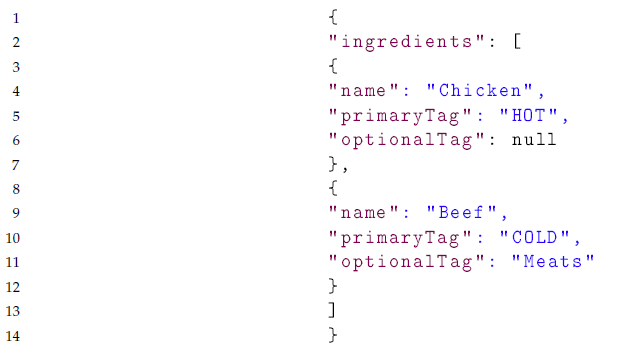 1 {
2 "ingredients": [
3 {
4 "name": "Chicken",
5 "primaryTag": "HOT",
6 "optionalTag": null
7 },
8 {
9 "name": "Beef",
10 "primaryTag": "COLD",
11 "optionalTag": "Meats"
12 }
13 ]
14 }